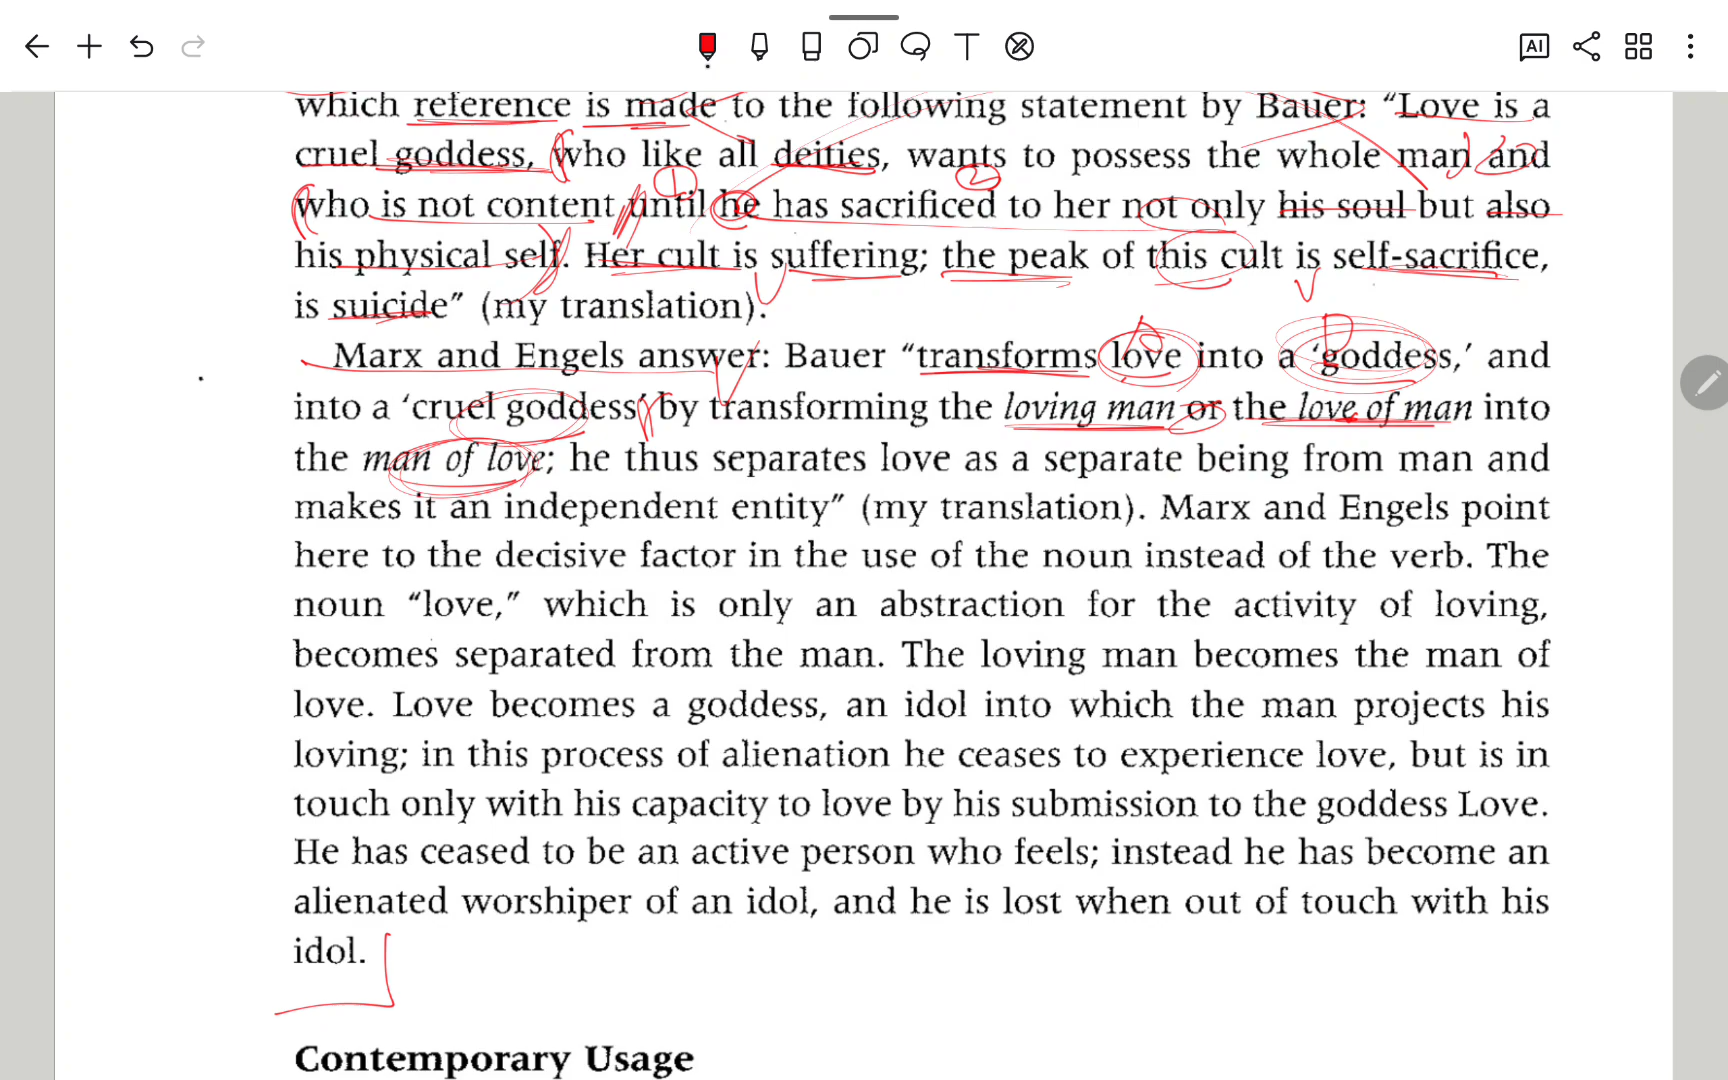 AI
which reference is made to the following statement by Bauer: “Love is a
cruel goddess, who like all deities, wants to possess the whole man and
who is not content until he has sacrificed to her not only his soul but also
his physical self. Her cult is suffering; the peak of this cult is self-sacrifice,
is suicide” (my translation).
Marx and Engels answer: Bauer “transforms love into a ‘goddess,’ and
into a ‘cruel goddess’ by transforming the loving man or the love of man into
the man of love; he thus separates love as a separate being from man and
makes it an independent entity” (my translation). Marx and Engels point
here to the decisive factor in the use of the noun instead of the verb. The
noun “love,” which is only an abstraction for the activity of loving,
becomes separated from the man. The loving man becomes the man of
love. Love becomes a goddess, an idol into which the man projects his
loving; in this process of alienation he ceases to experience love, but is in
touch only with his capacity to love by his submission to the goddess Love.
He has ceased to be an active person who feels; instead he has become an
alienated worshiper of an idol, and he is lost when out of touch with his
idol.
Contemporary Usage